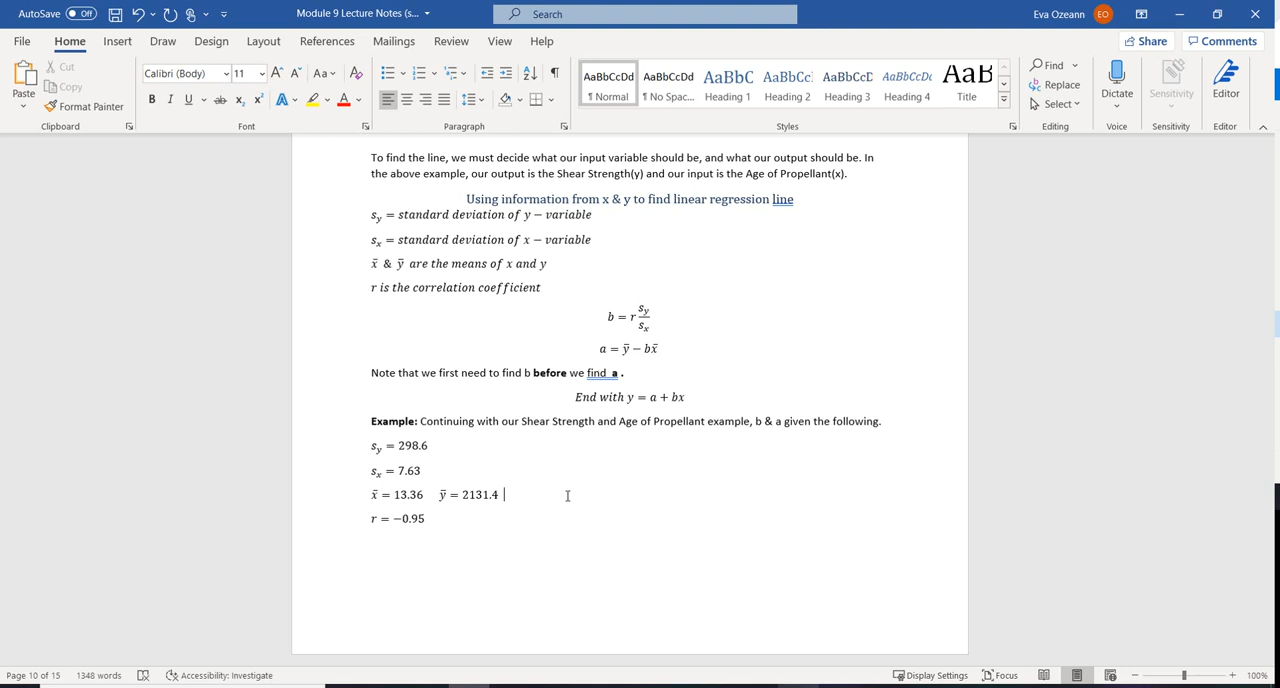 AutoSave Off Module 9 Lecture Notes (s... Search Eva Ozeann EO
File Home Insert Draw Design Layout References Mailings Review View Help Share Comments
Paste Cut Copy Format Painter Clipboard
Calibri (Body) 11 Aa B I U ab x₂ x² A A Font
Paragraph
AaBbCcDd AaBbCcDd AaBbC AaBbCc AaBbCcD AaBbCcDc AaB
¶ Normal ¶ No Spac... Heading 1 Heading 2 Heading 3 Heading 4 Title
Styles
Find Replace Select Editing
Dictate Voice Sensitivity Sensitivity Editor Editor
To find the line, we must decide what our input variable should be, and what our output should be. In
the above example, our output is the Shear Strength(y) and our input is the Age of Propellant(x).
Using information from x & y to find linear regression line
s_y = standard deviation of y − variable
s_x = standard deviation of x − variable
x̄ & ȳ are the means of x and y
r is the correlation coefficient
b = r s_y/s_x
a = ȳ − bx̄
Note that we first need to find b before we find a .
End with y = a + bx
Example: Continuing with our Shear Strength and Age of Propellant example, b & a given the following.
s_y = 298.6
s_x = 7.63
x̄ = 13.36 ȳ = 2131.4
r = −0.95
Page 10 of 15 1348 words Accessibility: Investigate Display Settings Focus 100%